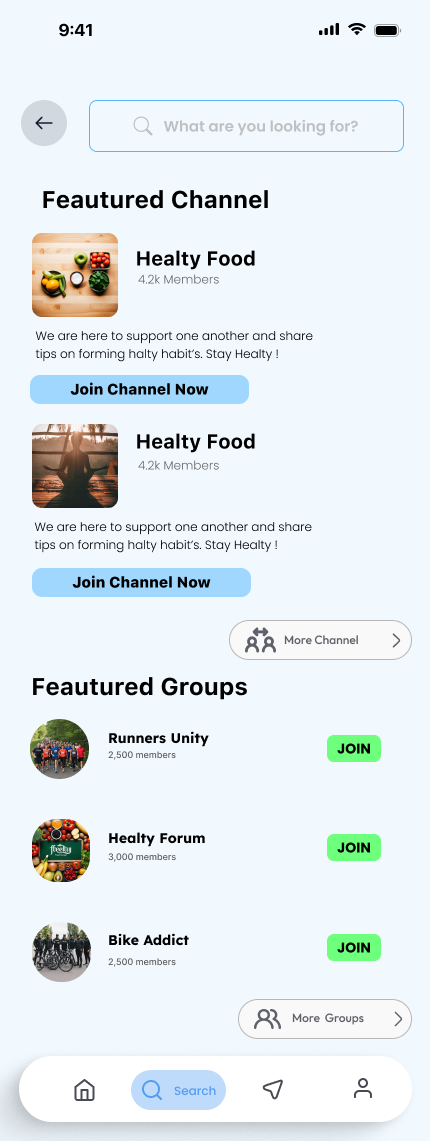 9:41
What are you looking for?
Feautured Channel
Healty Food
4.2k Members
We are here to support one another and share
tips on forming halty habit's. Stay Healty !
Join Channel Now
Healty Food
4.2k Members
We are here to support one another and share
tips on forming halty habit's. Stay Healty !
Join Channel Now
More Channel
Feautured Groups
Runners Unity
2,500 members
JOIN
Healty Forum
3,000 members
JOIN
Bike Addict
2,500 members
JOIN
More Groups
Search